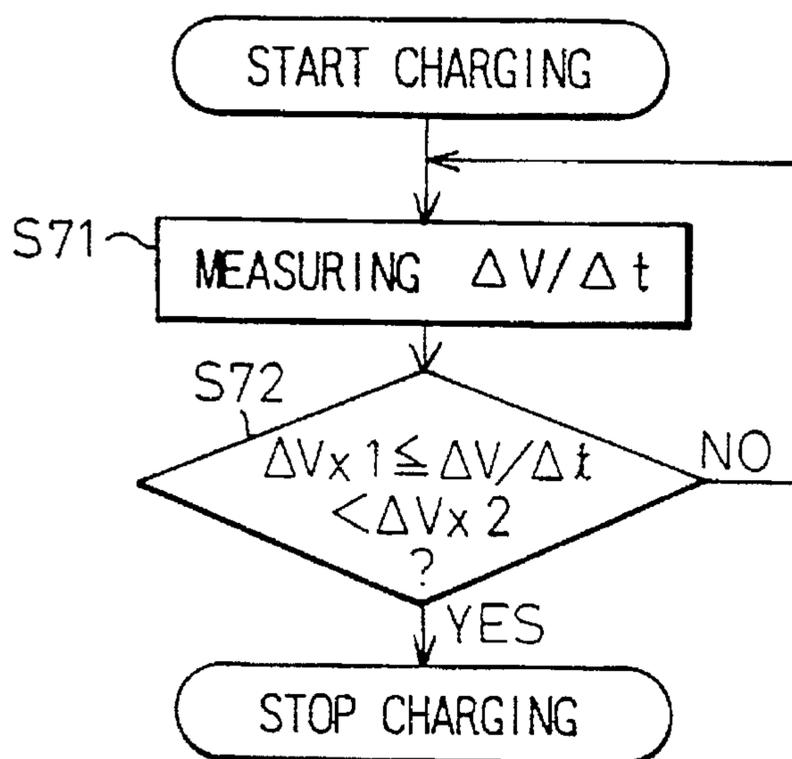 START CHARGING
S71
MEASURING ΔV/Δt
S72
ΔVx1≦ΔV/Δt
<ΔVx2
?
NO
YES
STOP CHARGING